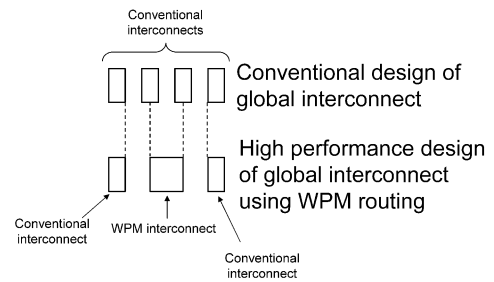 Conventional
interconnects
Conventional design of
global interconnect
High performance design
of global interconnect
using WPM routing
Conventional
interconnect
WPM interconnect
Conventional
interconnect